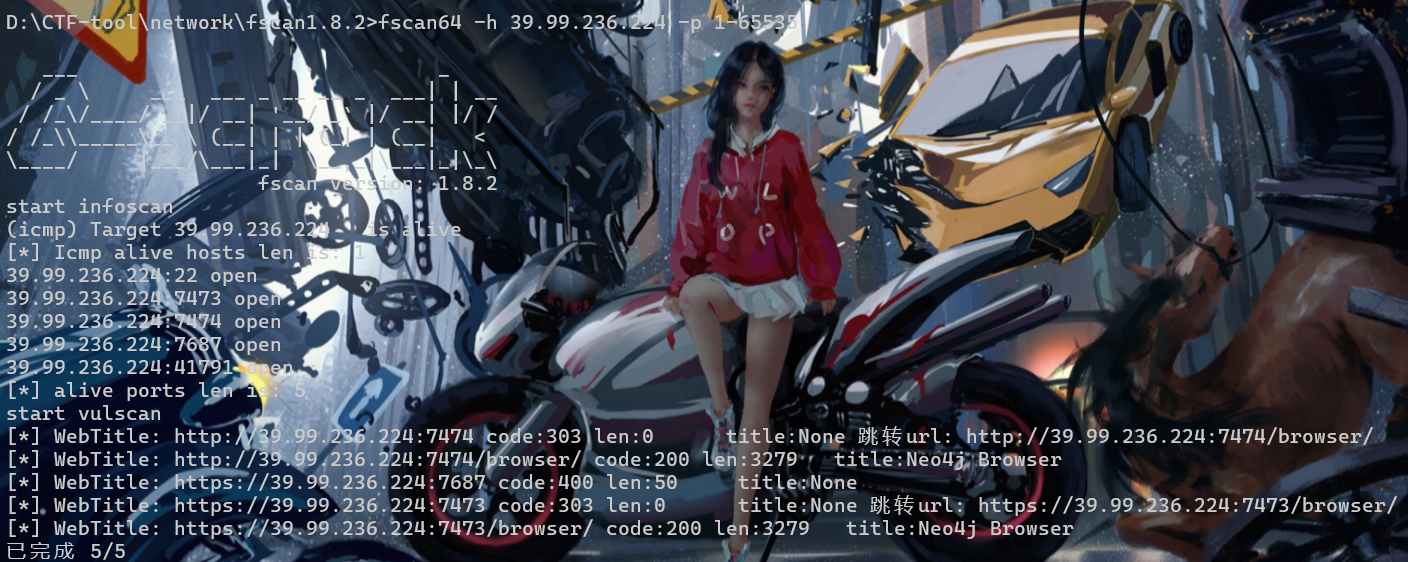 D:\CTF-tool\network\fscan1.8.2>fscan64 -h 39.99.236.224 -p 1-65535
fscan version: 1.8.2
start infoscan
(icmp) Target 39.99.236.224 is alive
[*] Icmp alive hosts len is: 1
39.99.236.224:22 open
39.99.236.224:7473 open
39.99.236.224:7474 open
39.99.236.224:7687 open
39.99.236.224:41791 open
[*] alive ports len is: 5
start vulscan
[*] WebTitle: http://39.99.236.224:7474 code:303 len:0 title:None 跳转url: http://39.99.236.224:7474/browser/
[*] WebTitle: http://39.99.236.224:7474/browser/ code:200 len:3279 title:Neo4j Browser
[*] WebTitle: https://39.99.236.224:7687 code:400 len:50 title:None
[*] WebTitle: https://39.99.236.224:7473 code:303 len:0 title:None 跳转url: https://39.99.236.224:7473/browser/
[*] WebTitle: https://39.99.236.224:7473/browser/ code:200 len:3279 title:Neo4j Browser
已完成 5/5